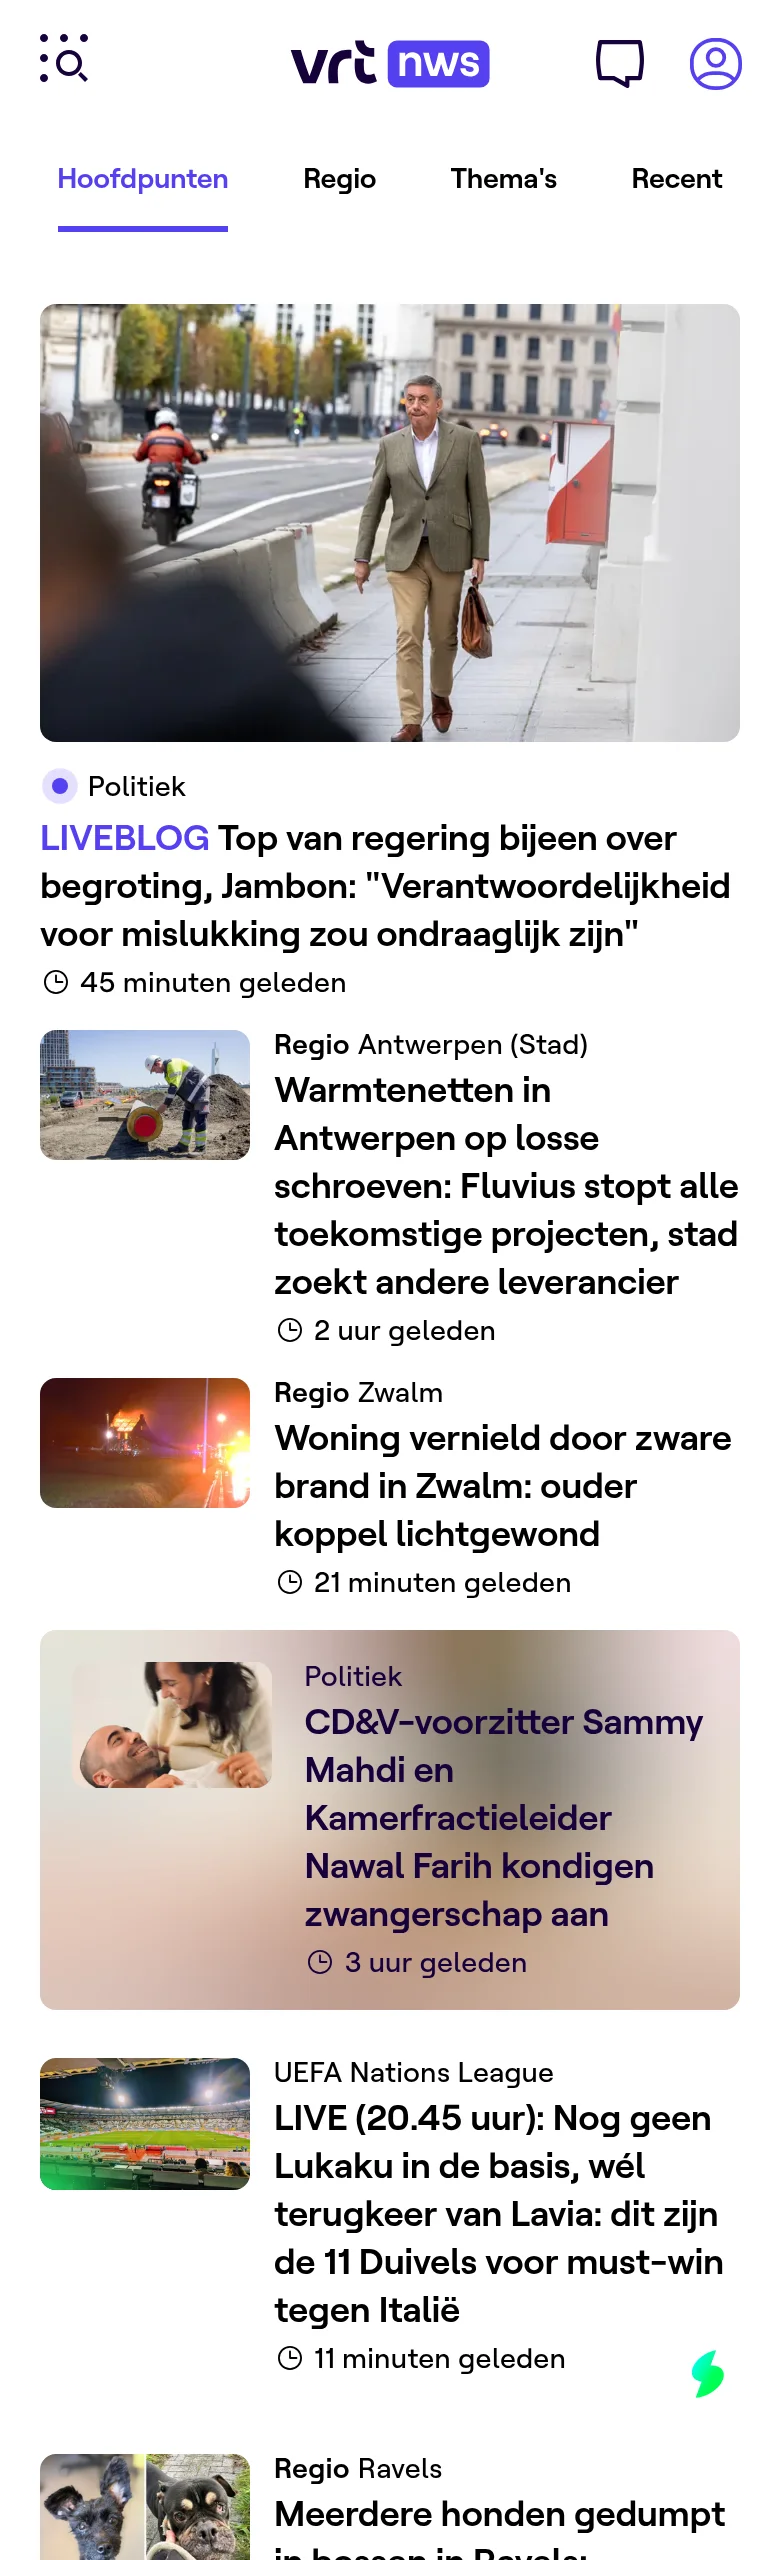 vrt nws
Hoofdpunten Regio Thema's Recent
Politiek
LIVEBLOG Top van regering bijeen over
begroting, Jambon: "Verantwoordelijkheid
voor mislukking zou ondraaglijk zijn"
45 minuten geleden
Regio Antwerpen (Stad)
Warmtenetten in
Antwerpen op losse
schroeven: Fluvius stopt alle
toekomstige projecten, stad
zoekt andere leverancier
2 uur geleden
Regio Zwalm
Woning vernield door zware
brand in Zwalm: ouder
koppel lichtgewond
21 minuten geleden
Politiek
CD&V-voorzitter Sammy
Mahdi en
Kamerfractieleider
Nawal Farih kondigen
zwangerschap aan
3 uur geleden
UEFA Nations League
LIVE (20.45 uur): Nog geen
Lukaku in de basis, wél
terugkeer van Lavia: dit zijn
de 11 Duivels voor must-win
tegen Italië
11 minuten geleden
Regio Ravels
Meerdere honden gedumpt
in bossen in Ravels: